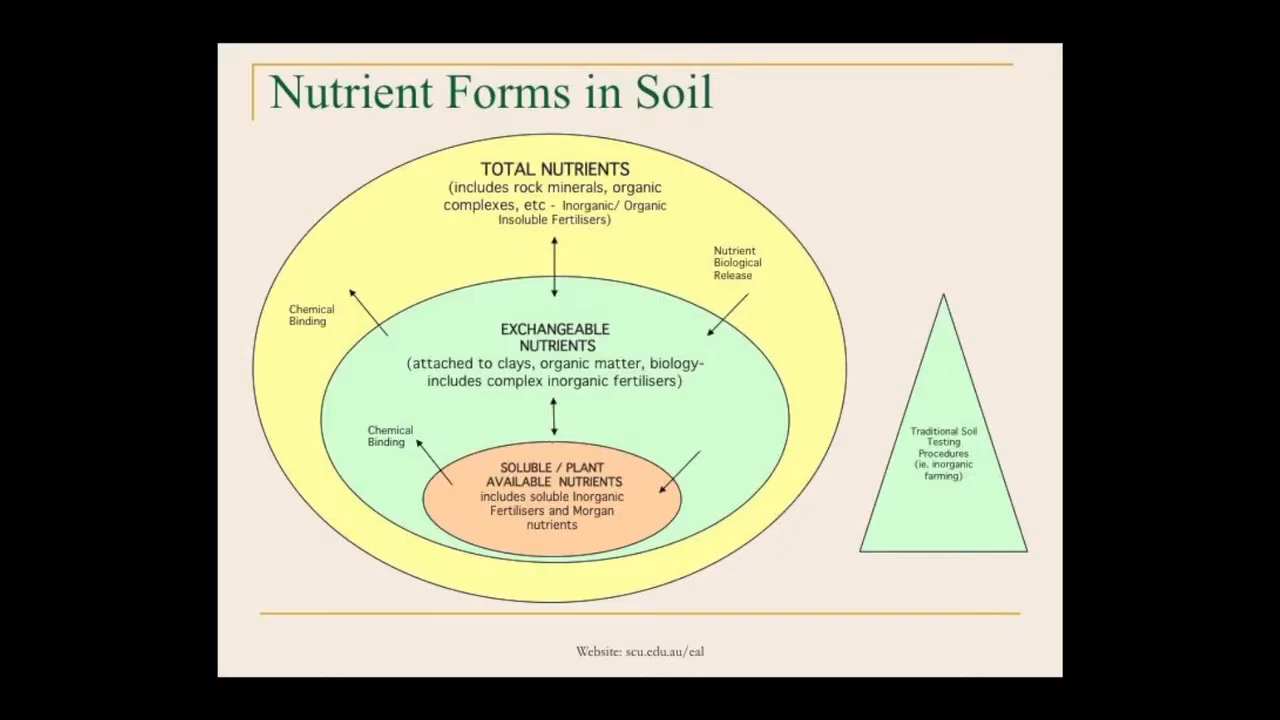 Nutrient Forms in Soil
TOTAL NUTRIENTS
(includes rock minerals, organic
complexes, etc - Inorganic/ Organic
Insoluble Fertilisers)
Nutrient
Biological
Release
Chemical
Binding
EXCHANGEABLE
NUTRIENTS
(attached to clays, organic matter, biology-
includes complex inorganic fertilisers)
Chemical
Binding
SOLUBLE / PLANT
AVAILABLE NUTRIENTS
includes soluble Inorganic
Fertilisers and Morgan
nutrients
Traditional Soil
Testing
Procedures
(ie. inorganic
farming)
Website: scu.edu.au/eal